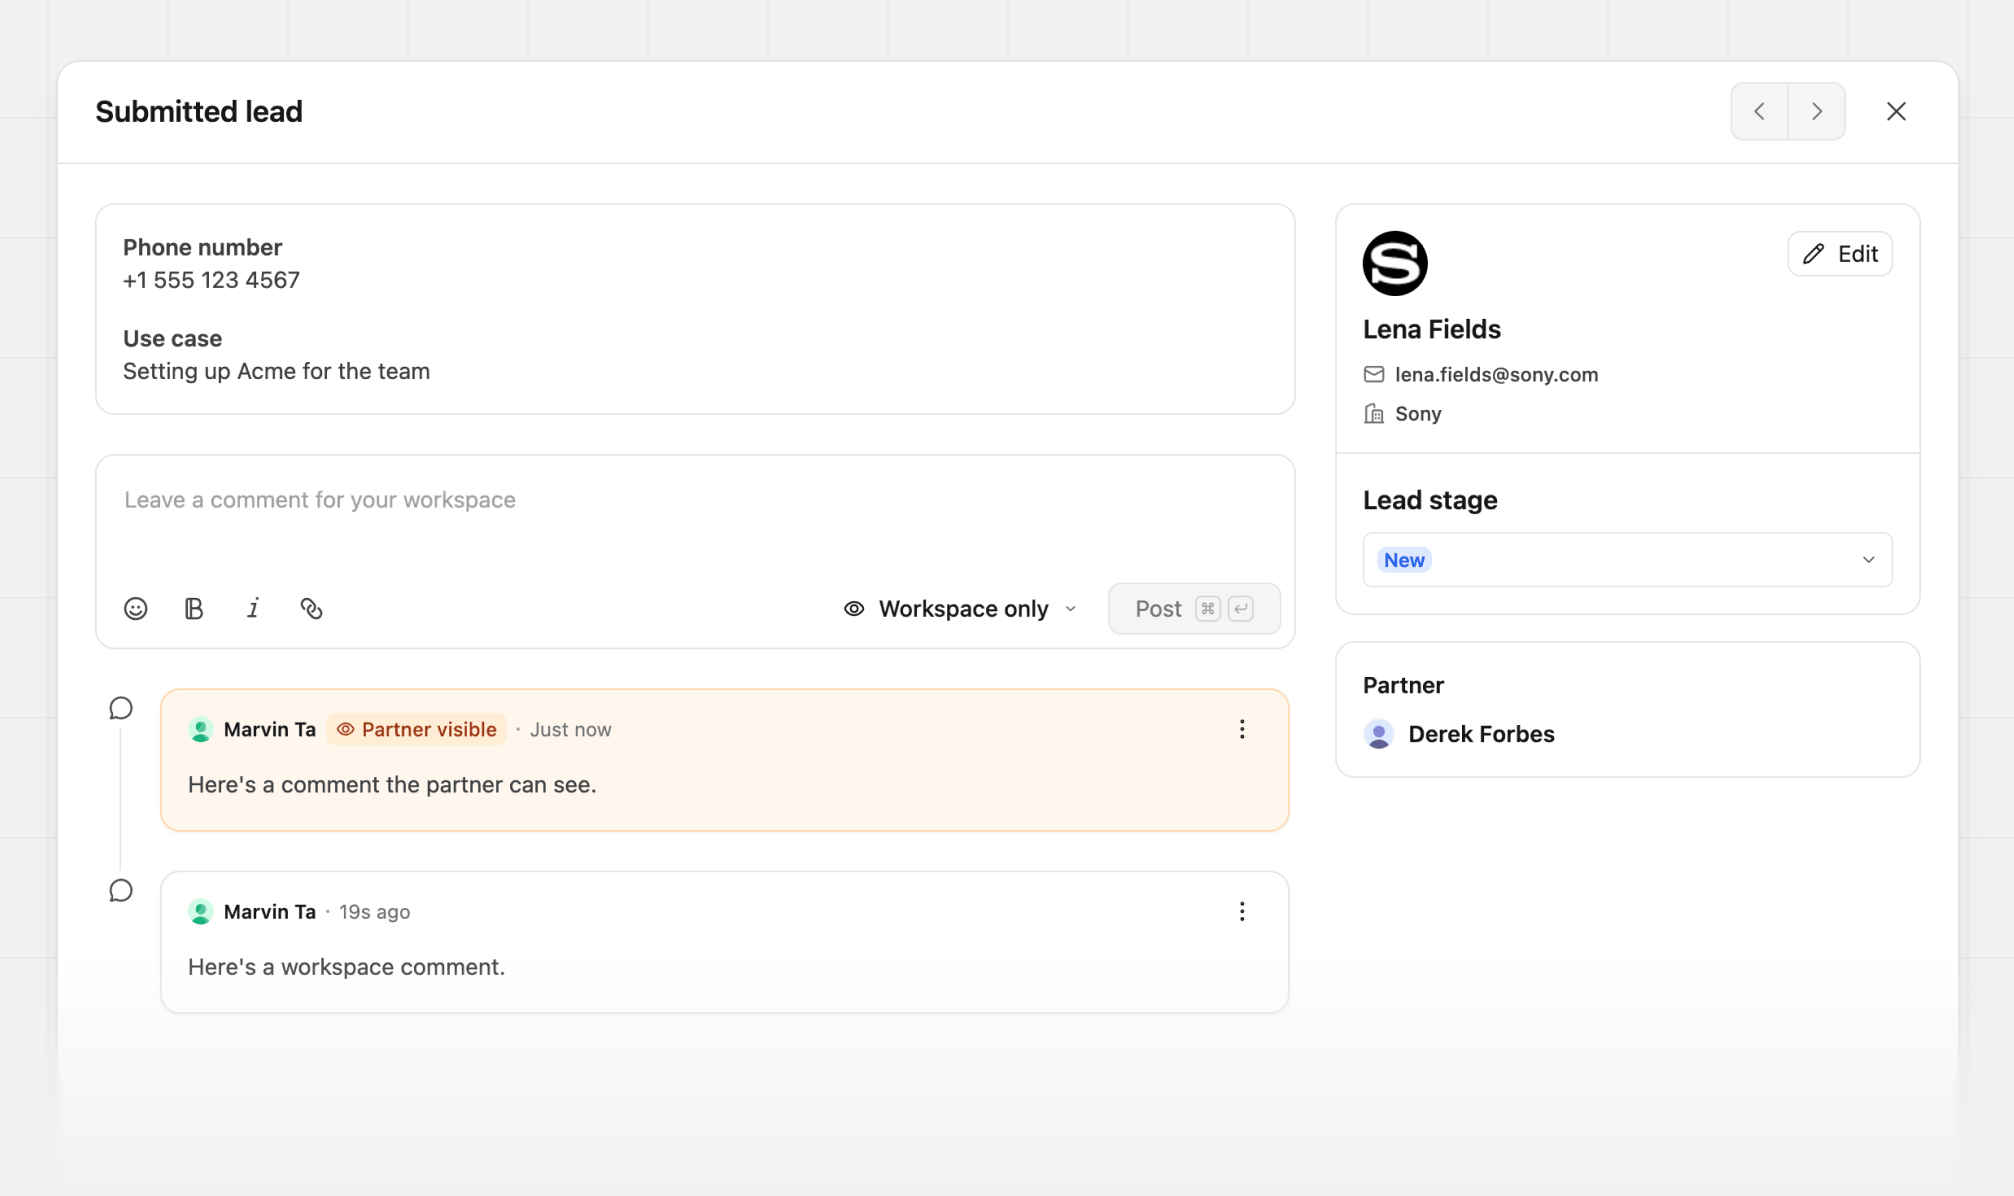 Submitted lead
Phone number
+1 555 123 4567
Use case
Setting up Acme for the team
Leave a comment for your workspace
B i Workspace only Post ⌘ ↵
Marvin Ta Partner visible · Just now
Here's a comment the partner can see.
Marvin Ta · 19s ago
Here's a workspace comment.
S
Edit
Lena Fields
lena.fields@sony.com
Sony
Lead stage
New
Partner
Derek Forbes